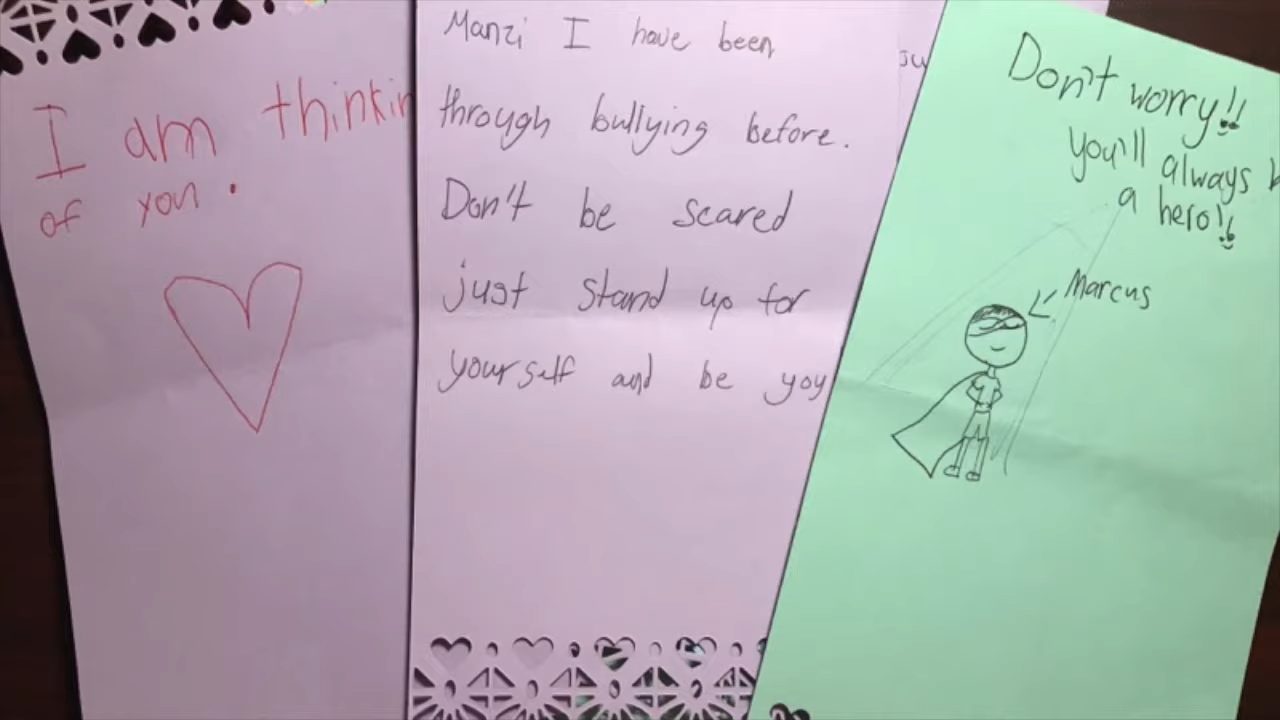 I am thinkin
of you.
Manzi I have been
through bullying before.
Don't be scared
just stand up for
yourself and be you
ju
Don't worry!!
You'll always b
a hero!!
Marcus